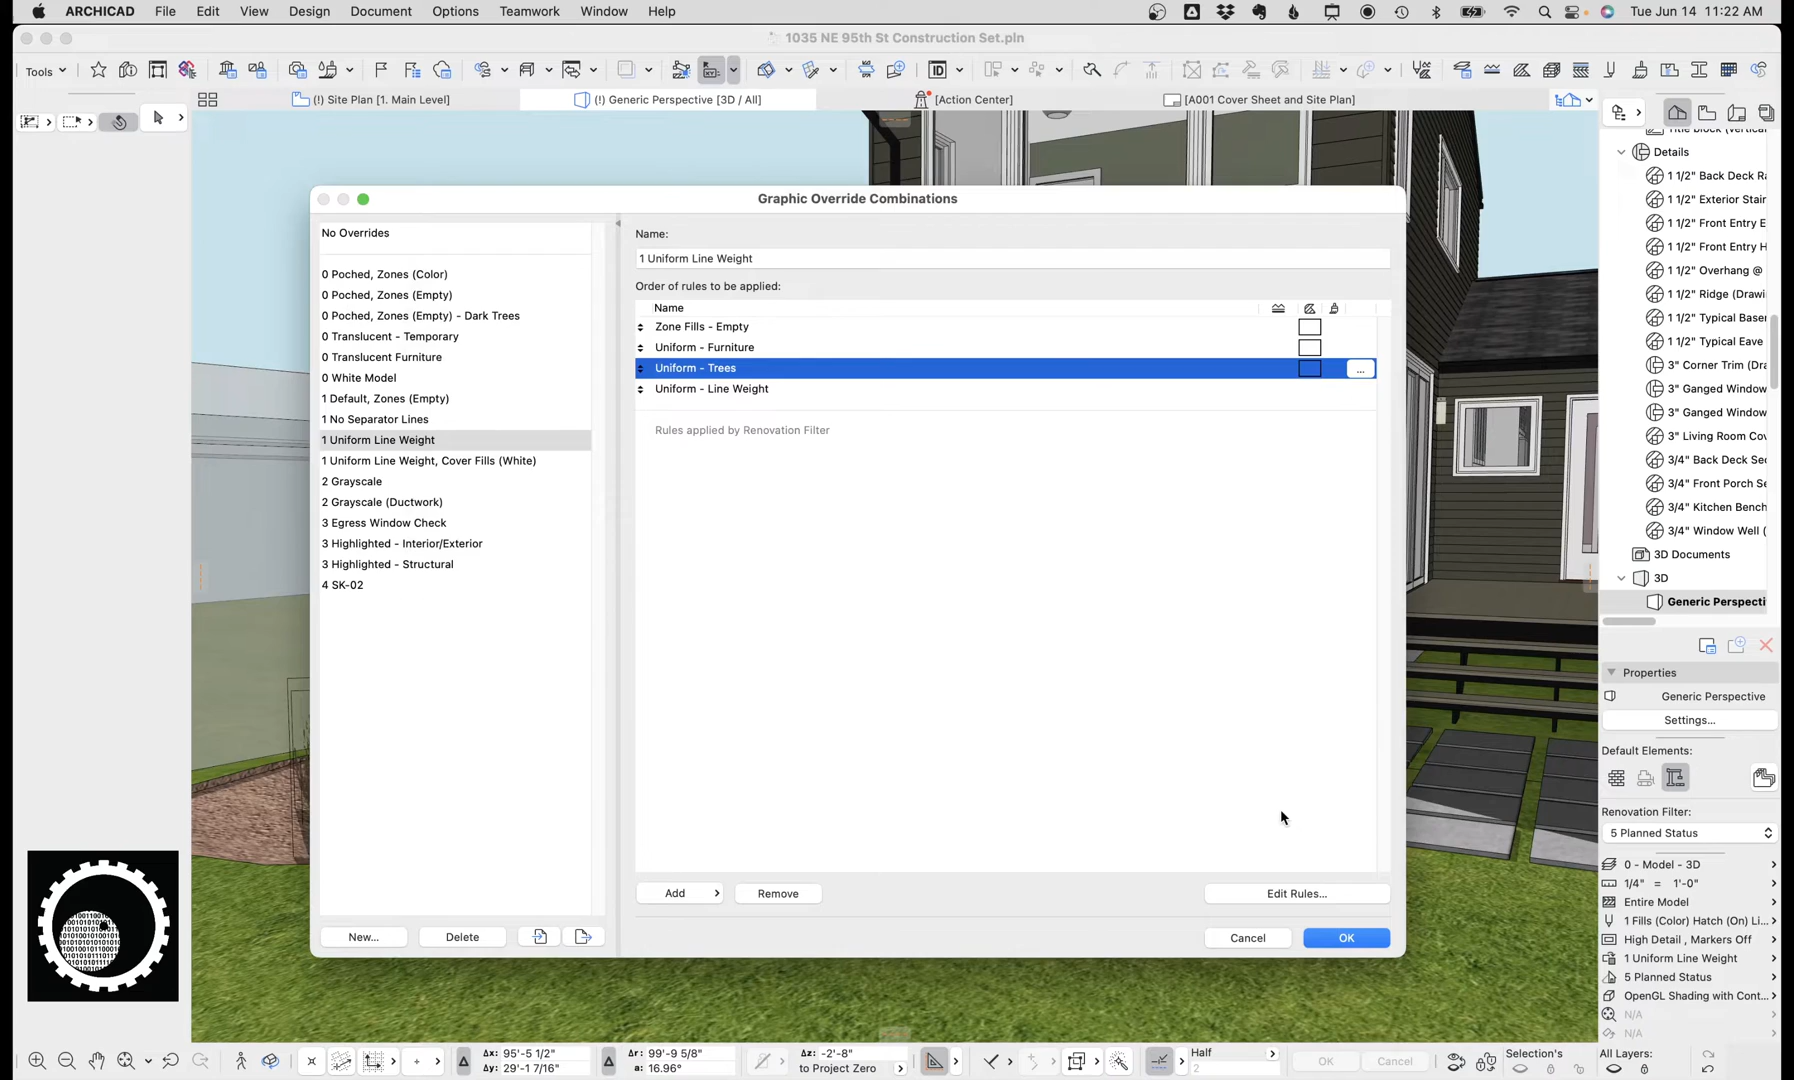 ARCHICAD File Edit View Design Document Options Teamwork Window Help Tue Jun 14 11:22 AM
1035 NE 95th St Construction Set.pln
Tools
(!) Site Plan [1. Main Level] (!) Generic Perspective [3D / All] [Action Center] [A001 Cover Sheet and Site Plan]
Graphic Override Combinations
No Overrides
0 Poched, Zones (Color)
0 Poched, Zones (Empty)
0 Poched, Zones (Empty) - Dark Trees
0 Translucent - Temporary
0 Translucent Furniture
0 White Model
1 Default, Zones (Empty)
1 No Separator Lines
1 Uniform Line Weight
1 Uniform Line Weight, Cover Fills (White)
2 Grayscale
2 Grayscale (Ductwork)
3 Egress Window Check
3 Highlighted - Interior/Exterior
3 Highlighted - Structural
4 SK-02
New... Delete
Name:
1 Uniform Line Weight
Order of rules to be applied:
Name
Zone Fills - Empty
Uniform - Furniture
Uniform - Trees ...
Uniform - Line Weight
Rules applied by Renovation Filter
Add Remove Edit Rules...
Cancel OK
Details
1 1/2" Back Deck Ra
1 1/2" Exterior Stair
1 1/2" Front Entry E
1 1/2" Front Entry H
1 1/2" Overhang @
1 1/2" Ridge (Drawi
1 1/2" Typical Base
1 1/2" Typical Eave
3" Corner Trim (Dra
3" Ganged Window
3" Ganged Window
3" Living Room Cov
3/4" Back Deck Sec
3/4" Front Porch Se
3/4" Kitchen Bench
3/4" Window Well (
3D Documents
3D
Generic Perspecti
Properties
Generic Perspective
Settings...
Default Elements:
Renovation Filter:
5 Planned Status
0 - Model - 3D
1/4" = 1'-0"
Entire Model
1 Fills (Color) Hatch (On) Li...
High Detail , Markers Off
1 Uniform Line Weight
5 Planned Status
OpenGL Shading with Cont...
N/A
N/A
Δx: 95'-5 1/2"
Δy: 29'-1 7/16"
Δr: 99'-9 5/8"
a: 16.96°
Δz: -2'-8"
to Project Zero
Half
2
OK Cancel
Selection's
All Layers: